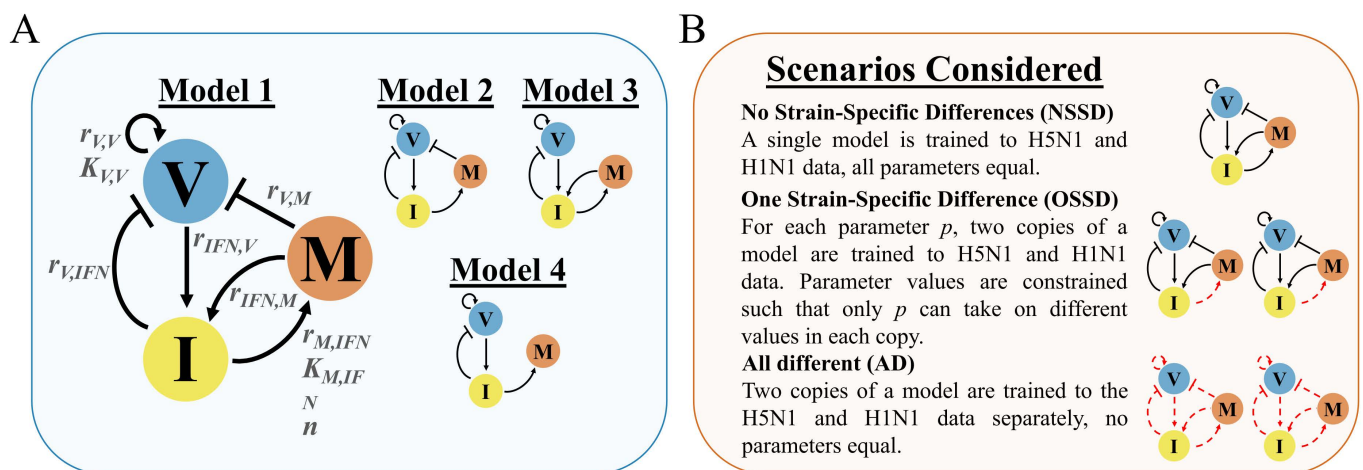 A
Model 1
r_{V,V}
K_{V,V}
V
r_{V,M}
r_{IFN,V}
M
r_{V,IFN}
r_{IFN,M}
I
r_{M,IFN}
K_{M,IF
N
n
Model 2
V
M
I
Model 3
V
M
I
Model 4
V
M
I
B
Scenarios Considered
No Strain-Specific Differences (NSSD)
A single model is trained to H5N1 and
H1N1 data, all parameters equal.
V
M
I
One Strain-Specific Difference (OSSD)
For each parameter p, two copies of a
model are trained to H5N1 and H1N1
data. Parameter values are constrained
such that only p can take on different
values in each copy.
V
M
I
V
M
I
All different (AD)
Two copies of a model are trained to the
H5N1 and H1N1 data separately, no
parameters equal.
V
M
I
V
M
I